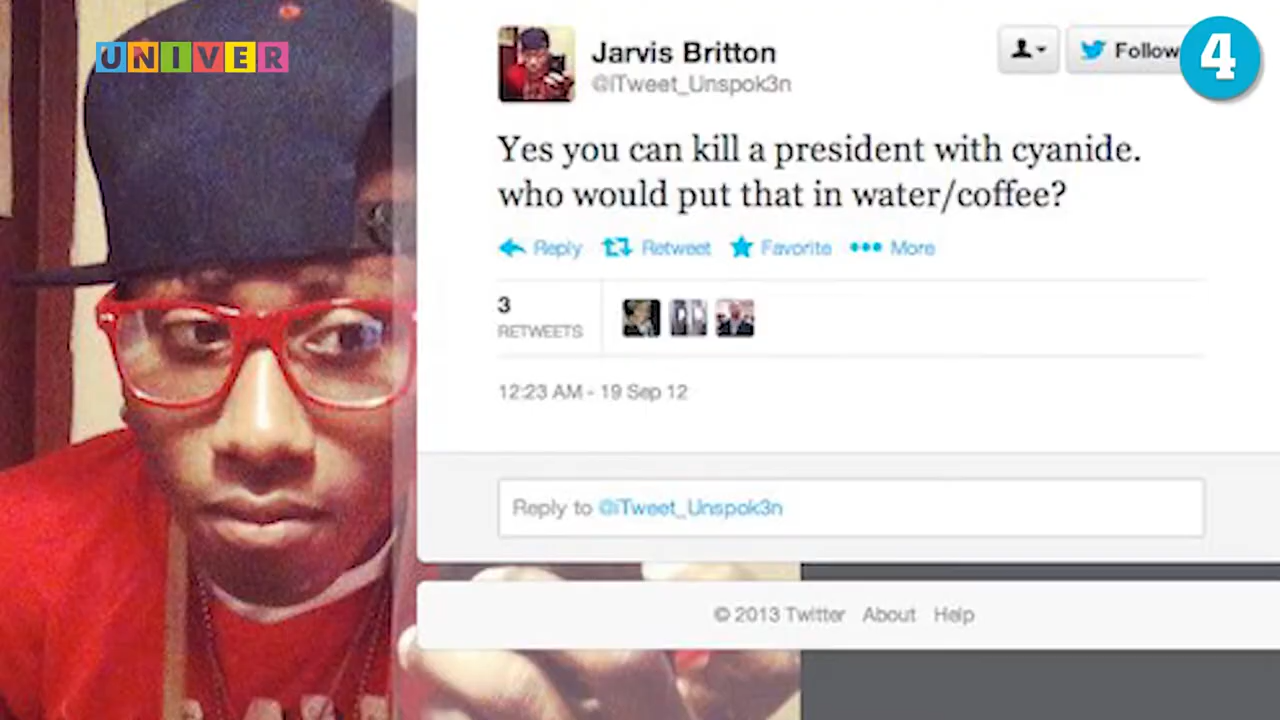 UNIVER
4
Jarvis Britton
@iTweet_Unspok3n
Follow
Yes you can kill a president with cyanide.
who would put that in water/coffee?
Reply Retweet Favorite More
3
RETWEETS
12:23 AM - 19 Sep 12
Reply to @iTweet_Unspok3n
© 2013 Twitter About Help